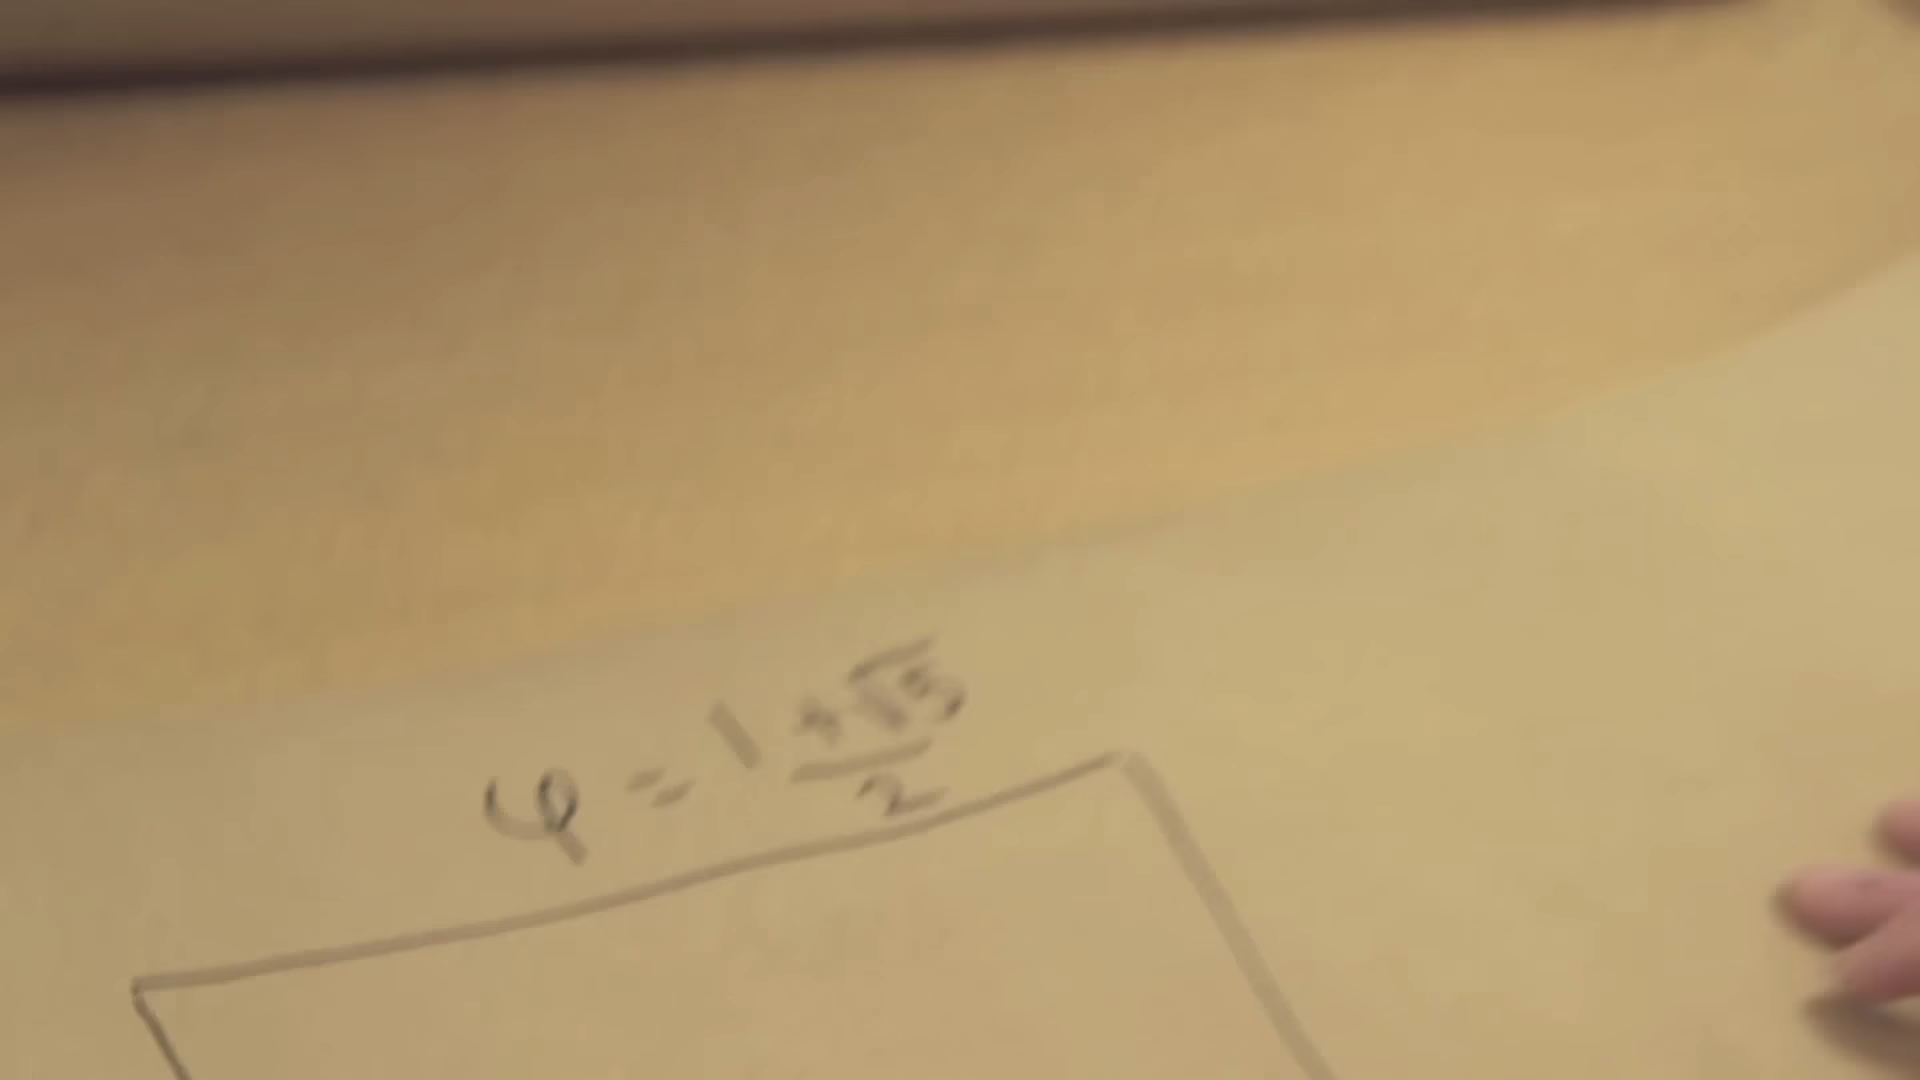 φ = 1+√5/2